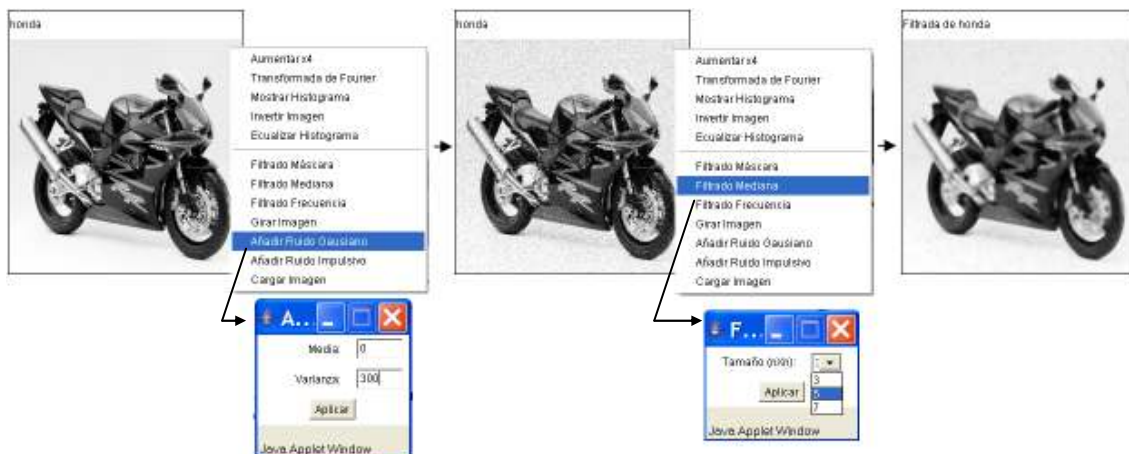 honda
Aumentar x4
Transformada de Fourier
Mostrar Histograma
Invertir Imagen
Ecualizar Histograma
Filtrado Máscara
Filtrado Mediana
Filtrado Frecuencia
Girar Imagen
Añadir Ruido Gausiano
Añadir Ruido Impulsivo
Cargar Imagen
A...
Media:
0
Varianza:
300
Aplicar
Java Applet Window
honda
Aumentar x4
Transformada de Fourier
Mostrar Histograma
Invertir Imagen
Ecualizar Histograma
Filtrado Máscara
Filtrado Mediana
Filtrado Frecuencia
Girar Imagen
Añadir Ruido Gausiano
Añadir Ruido Impulsivo
Cargar Imagen
F...
Tamaño (nXn):
3
5
7
Aplicar
Java Applet Window
Filtrada de honda